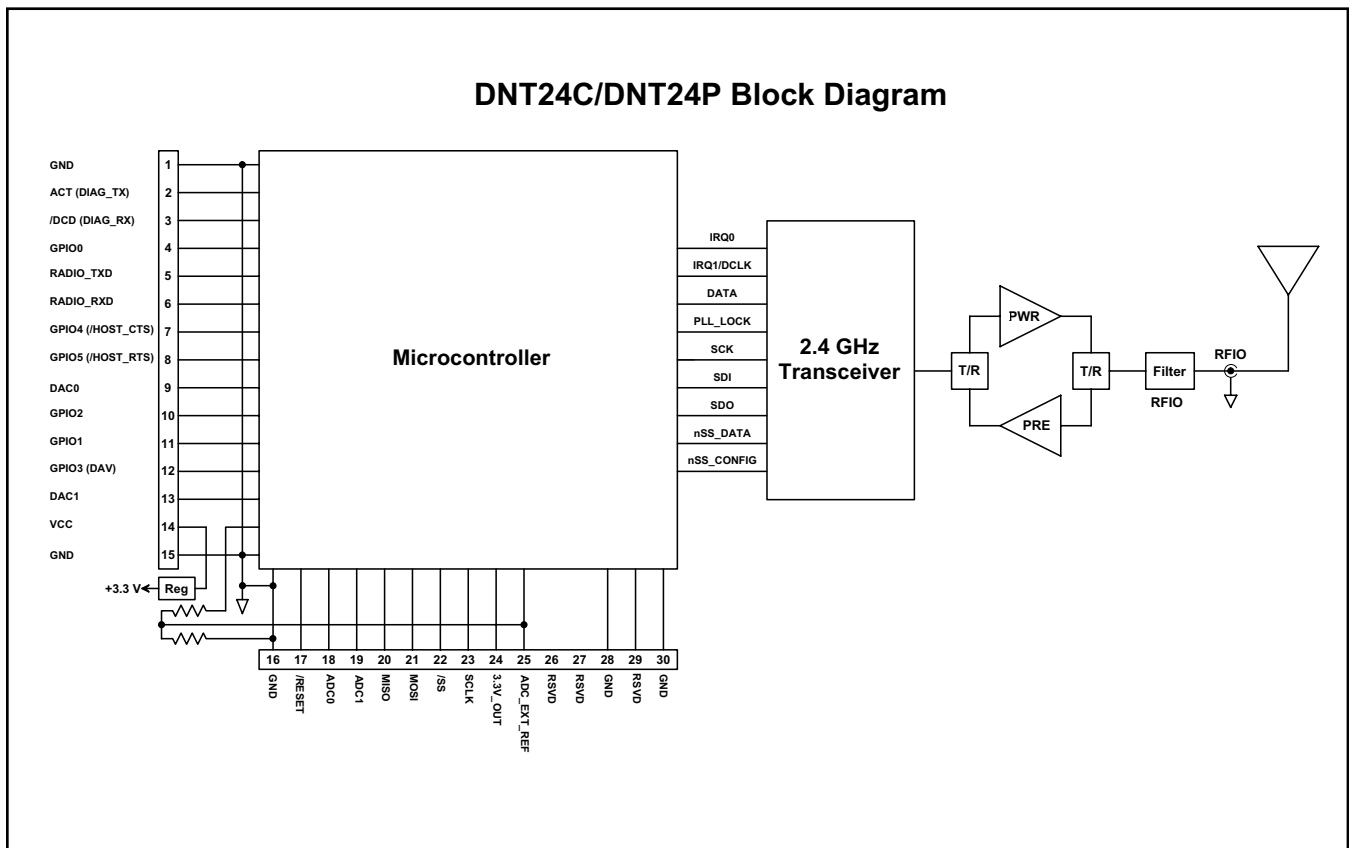 DNT24C/DNT24P Block Diagram
GND 1
ACT (DIAG_TX) 2
/DCD (DIAG_RX) 3
GPIO0 4
RADIO_TXD 5
RADIO_RXD 6
GPIO4 (/HOST_CTS) 7
GPIO5 (/HOST_RTS) 8
DAC0 9
GPIO2 10
GPIO1 11
GPIO3 (DAV) 12
DAC1 13
VCC 14
GND 15
+3.3 V Reg
Microcontroller
IRQ0
IRQ1/DCLK
DATA
PLL_LOCK
SCK
SDI
SDO
nSS_DATA
nSS_CONFIG
2.4 GHz
Transceiver
T/R
PWR
PRE
T/R
Filter
RFIO
RFIO
16 17 18 19 20 21 22 23 24 25 26 27 28 29 30
GND
/RESET
ADC0
ADC1
MISO
MOSI
/SS
SCLK
3.3V_OUT
ADC_EXT_REF
RSVD
RSVD
GND
RSVD
GND